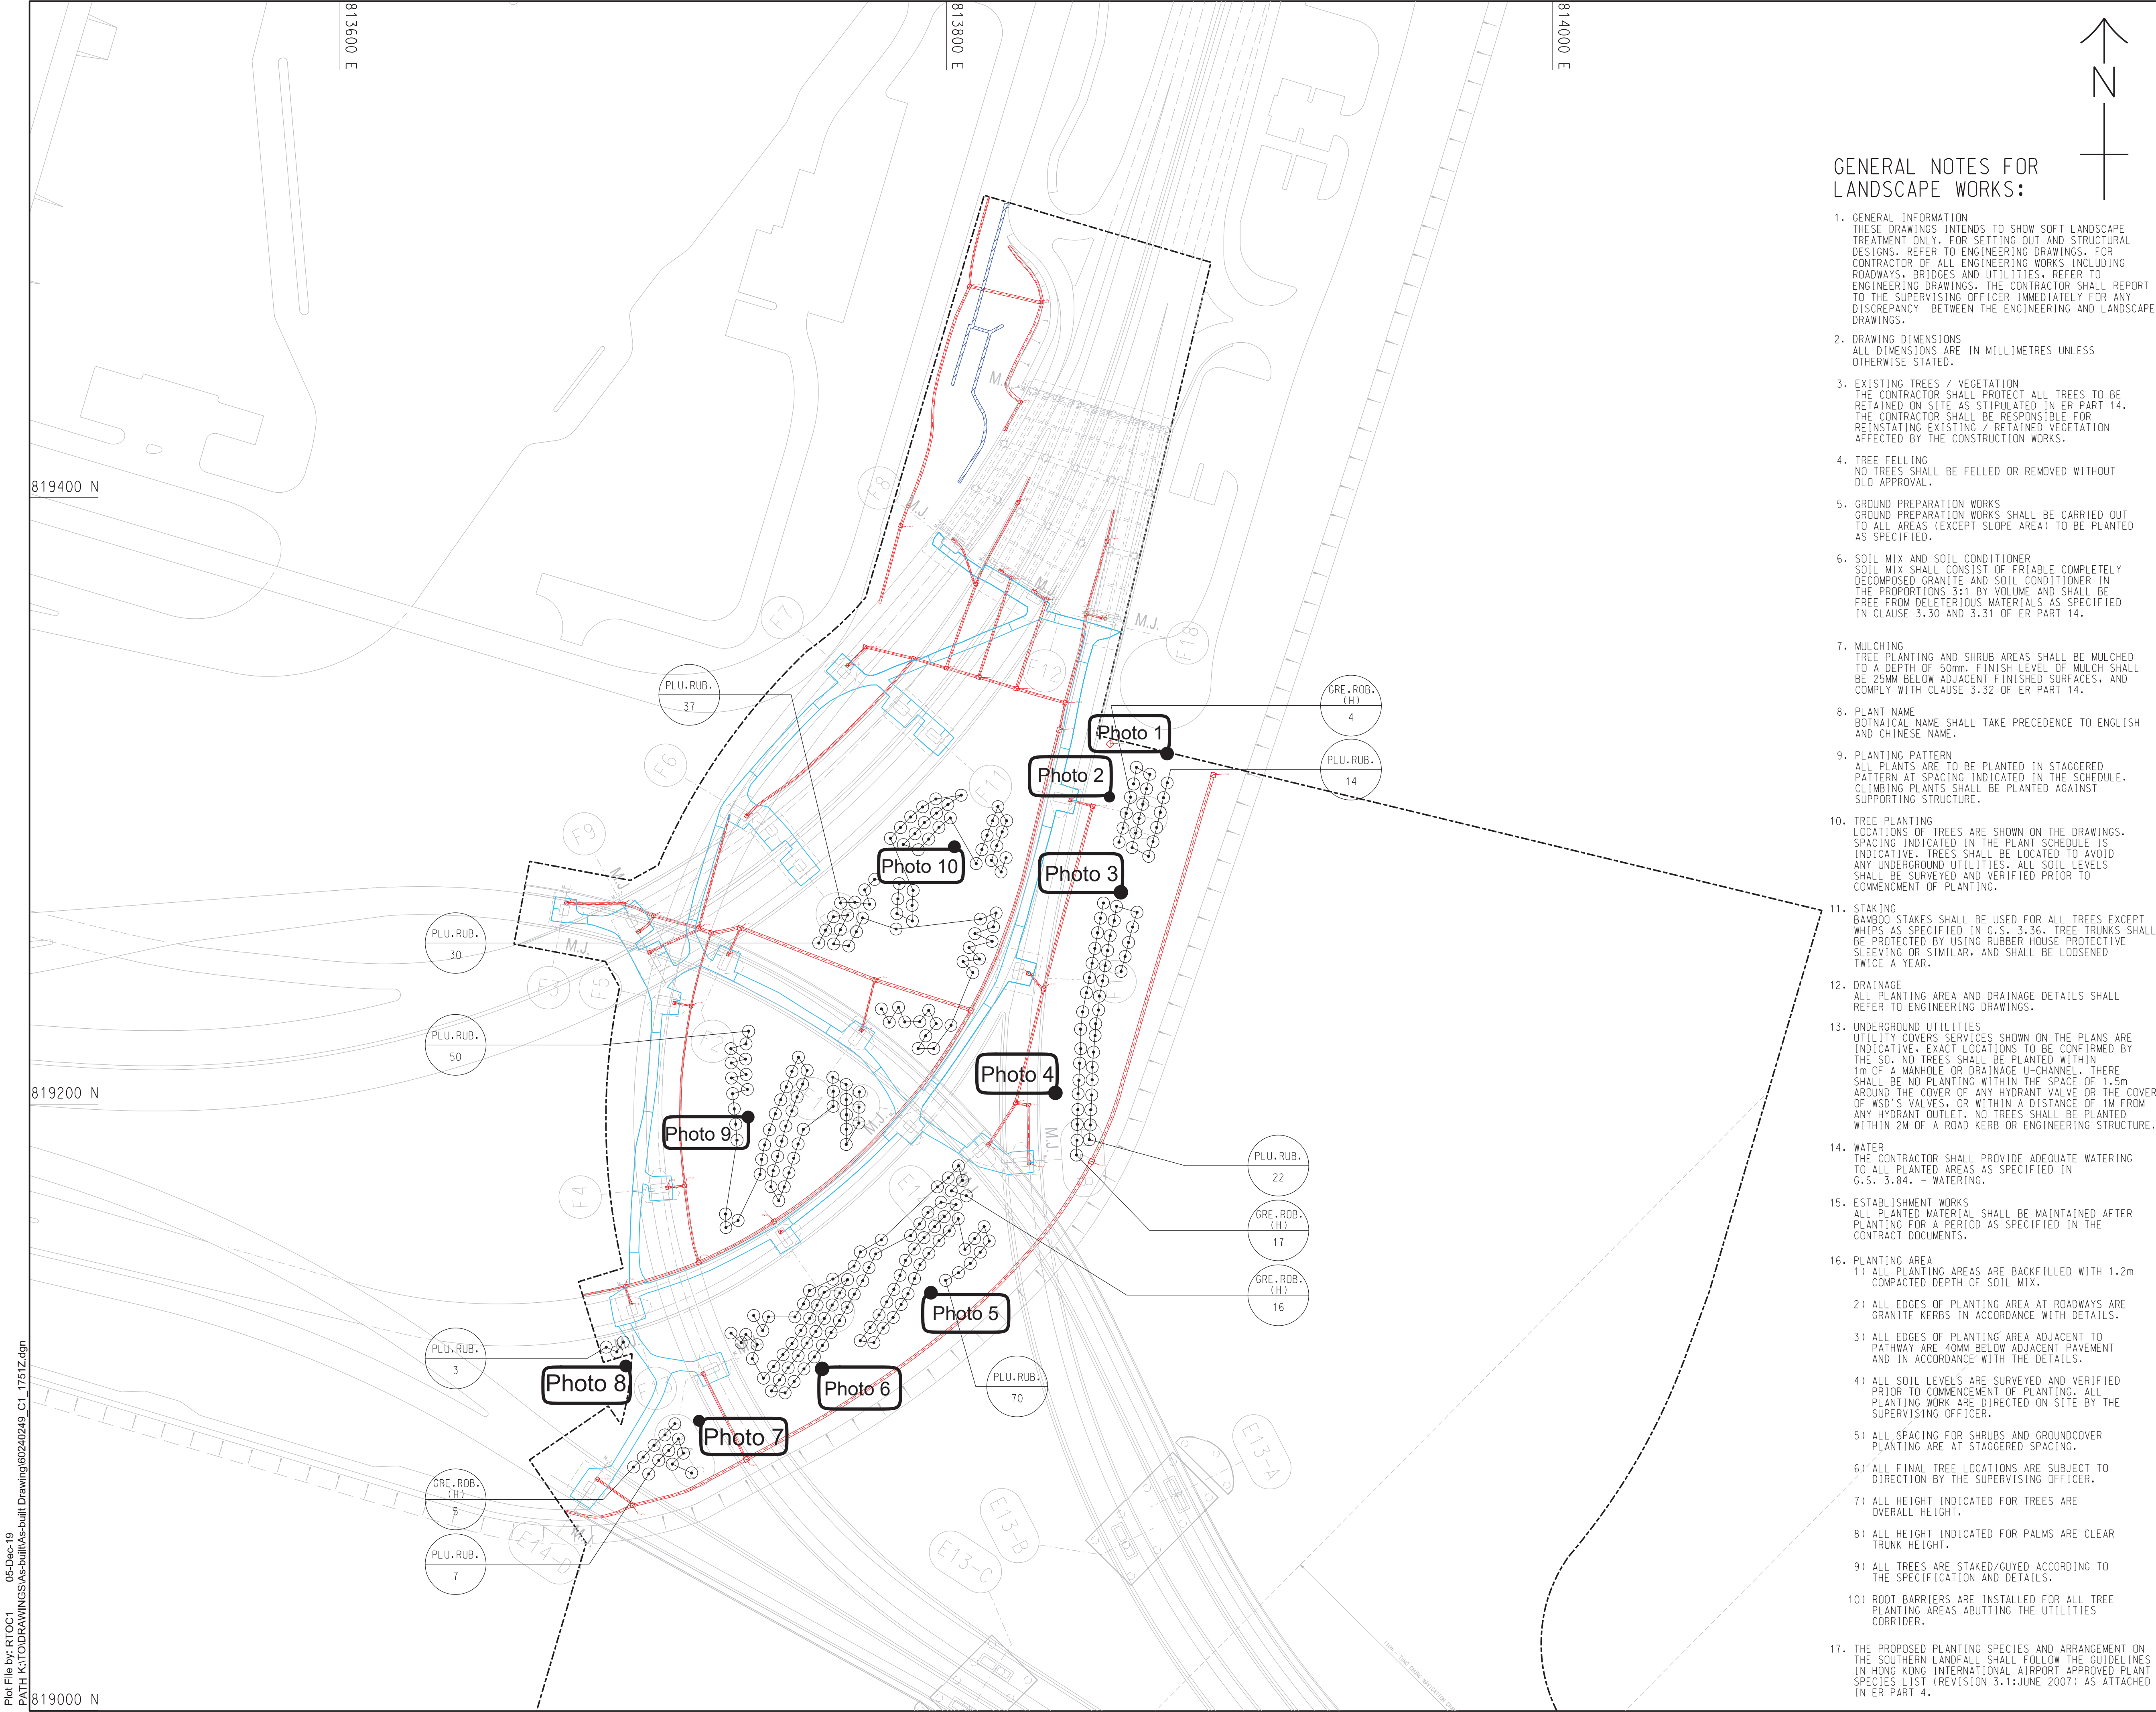 813600 E
813800 E
814000 E
N
GENERAL NOTES FOR
LANDSCAPE WORKS:
1. GENERAL INFORMATION
THESE DRAWINGS INTENDS TO SHOW SOFT LANDSCAPE
TREATMENT ONLY. FOR SETTING OUT AND STRUCTURAL
DESIGNS. REFER TO ENGINEERING DRAWINGS. FOR
CONTRACTOR OF ALL ENGINEERING WORKS INCLUDING
ROADWAYS, BRIDGES AND UTILITIES, REFER TO
ENGINEERING DRAWINGS. THE CONTRACTOR SHALL REPORT
TO THE SUPERVISING OFFICER IMMEDIATELY FOR ANY
DISCREPANCY BETWEEN THE ENGINEERING AND LANDSCAPE
DRAWINGS.
2. DRAWING DIMENSIONS
ALL DIMENSIONS ARE IN MILLIMETRES UNLESS
OTHERWISE STATED.
3. EXISTING TREES / VEGETATION
THE CONTRACTOR SHALL PROTECT ALL TREES TO BE
RETAINED ON SITE AS STIPULATED IN ER PART 14.
THE CONTRACTOR SHALL BE RESPONSIBLE FOR
REINSTATING EXISTING / RETAINED VEGETATION
AFFECTED BY THE CONSTRUCTION WORKS.
4. TREE FELLING
NO TREES SHALL BE FELLED OR REMOVED WITHOUT
DLO APPROVAL.
5. GROUND PREPARATION WORKS
GROUND PREPARATION WORKS SHALL BE CARRIED OUT
TO ALL AREAS (EXCEPT SLOPE AREA) TO BE PLANTED
AS SPECIFIED.
6. SOIL MIX AND SOIL CONDITIONER
SOIL MIX SHALL CONSIST OF FRIABLE COMPLETELY
DECOMPOSED GRANITE AND SOIL CONDITIONER IN
THE PROPORTIONS 3:1 BY VOLUME AND SHALL BE
FREE FROM DELETERIOUS MATERIALS AS SPECIFIED
IN CLAUSE 3.30 AND 3.31 OF ER PART 14.
7. MULCHING
TREE PLANTING AND SHRUB AREAS SHALL BE MULCHED
TO A DEPTH OF 50mm. FINISH LEVEL OF MULCH SHALL
BE 25MM BELOW ADJACENT FINISHED SURFACES, AND
COMPLY WITH CLAUSE 3.32 OF ER PART 14.
8. PLANT NAME
BOTNAICAL NAME SHALL TAKE PRECEDENCE TO ENGLISH
AND CHINESE NAME.
9. PLANTING PATTERN
ALL PLANTS ARE TO BE PLANTED IN STAGGERED
PATTERN AT SPACING INDICATED IN THE SCHEDULE.
CLIMBING PLANTS SHALL BE PLANTED AGAINST
SUPPORTING STRUCTURE.
10. TREE PLANTING
LOCATIONS OF TREES ARE SHOWN ON THE DRAWINGS.
SPACING INDICATED IN THE PLANT SCHEDULE IS
INDICATIVE. TREES SHALL BE LOCATED TO AVOID
ANY UNDERGROUND UTILITIES. ALL SOIL LEVELS
SHALL BE SURVEYED AND VERIFIED PRIOR TO
COMMENCMENT OF PLANTING.
11. STAKING
BAMBOO STAKES SHALL BE USED FOR ALL TREES EXCEPT
WHIPS AS SPECIFIED IN G.S. 3.36. TREE TRUNKS SHALL
BE PROTECTED BY USING RUBBER HOUSE PROTECTIVE
SLEEVING OR SIMILAR, AND SHALL BE LOOSENED
TWICE A YEAR.
12. DRAINAGE
ALL PLANTING AREA AND DRAINAGE DETAILS SHALL
REFER TO ENGINEERING DRAWINGS.
13. UNDERGROUND UTILITIES
UTILITY COVERS SERVICES SHOWN ON THE PLANS ARE
INDICATIVE, EXACT LOCATIONS TO BE CONFIRMED BY
THE SO. NO TREES SHALL BE PLANTED WITHIN
1m OF A MANHOLE OR DRAINAGE U-CHANNEL. THERE
SHALL BE NO PLANTING WITHIN THE SPACE OF 1.5m
AROUND THE COVER OF ANY HYDRANT VALVE OR THE COVER
OF WSD'S VALVES, OR WITHIN A DISTANCE OF 1M FROM
ANY HYDRANT OUTLET. NO TREES SHALL BE PLANTED
WITHIN 2M OF A ROAD KERB OR ENGINEERING STRUCTURE.
14. WATER
THE CONTRACTOR SHALL PROVIDE ADEQUATE WATERING
TO ALL PLANTED AREAS AS SPECIFIED IN
G.S. 3.84. - WATERING.
15. ESTABLISHMENT WORKS
ALL PLANTED MATERIAL SHALL BE MAINTAINED AFTER
PLANTING FOR A PERIOD AS SPECIFIED IN THE
CONTRACT DOCUMENTS.
16. PLANTING AREA
1) ALL PLANTING AREAS ARE BACKFILLED WITH 1.2m
COMPACTED DEPTH OF SOIL MIX.
2) ALL EDGES OF PLANTING AREA AT ROADWAYS ARE
GRANITE KERBS IN ACCORDANCE WITH DETAILS.
3) ALL EDGES OF PLANTING AREA ADJACENT TO
PATHWAY ARE 40MM BELOW ADJACENT PAVEMENT
AND IN ACCORDANCE WITH THE DETAILS.
4) ALL SOIL LEVELS ARE SURVEYED AND VERIFIED
PRIOR TO COMMENCEMENT OF PLANTING. ALL
PLANTING WORK ARE DIRECTED ON SITE BY THE
SUPERVISING OFFICER.
5) ALL SPACING FOR SHRUBS AND GROUNDCOVER
PLANTING ARE AT STAGGERED SPACING.
6) ALL FINAL TREE LOCATIONS ARE SUBJECT TO
DIRECTION BY THE SUPERVISING OFFICER.
7) ALL HEIGHT INDICATED FOR TREES ARE
OVERALL HEIGHT.
8) ALL HEIGHT INDICATED FOR PALMS ARE CLEAR
TRUNK HEIGHT.
9) ALL TREES ARE STAKED/GUYED ACCORDING TO
THE SPECIFICATION AND DETAILS.
10) ROOT BARRIERS ARE INSTALLED FOR ALL TREE
PLANTING AREAS ABUTTING THE UTILITIES
CORRIDER.
17. THE PROPOSED PLANTING SPECIES AND ARRANGEMENT ON
THE SOUTHERN LANDFALL SHALL FOLLOW THE GUIDELINES
IN HONG KONG INTERNATIONAL AIRPORT APPROVED PLANT
SPECIES LIST (REVISION 3.1:JUNE 2007) AS ATTACHED
IN ER PART 4.
819400 N
819200 N
819000 N
M.J.
F8
M.J.
M.J.
M.J.
F7
F18
F12
PLU.RUB.
37
GRE.ROB.
(H)
4
Photo 1
PLU.RUB.
14
Photo 2
F6
F11
F9
M.J.
Photo 10
Photo 3
PLU.RUB.
30
M.J.
F3
F5
PLU.RUB.
50
F2
Photo 4
M.J.
M.J.
Photo 9
F4
PLU.RUB.
22
GRE.ROB.
(H)
17
GRE.ROB.
(H)
16
Photo 5
PLU.RUB.
3
Photo 8
Photo 6
PLU.RUB.
70
Photo 7
GRE.ROB.
(H)
5
PLU.RUB.
7
M.J.
E14-D
E13-A
E13-B
E13-C
Plot File by: RTOC1 05-Dec-19
PATH K:\TO\DRAWINGS\As-built\As-built Drawing\60240249_C1_1751Z.dgn